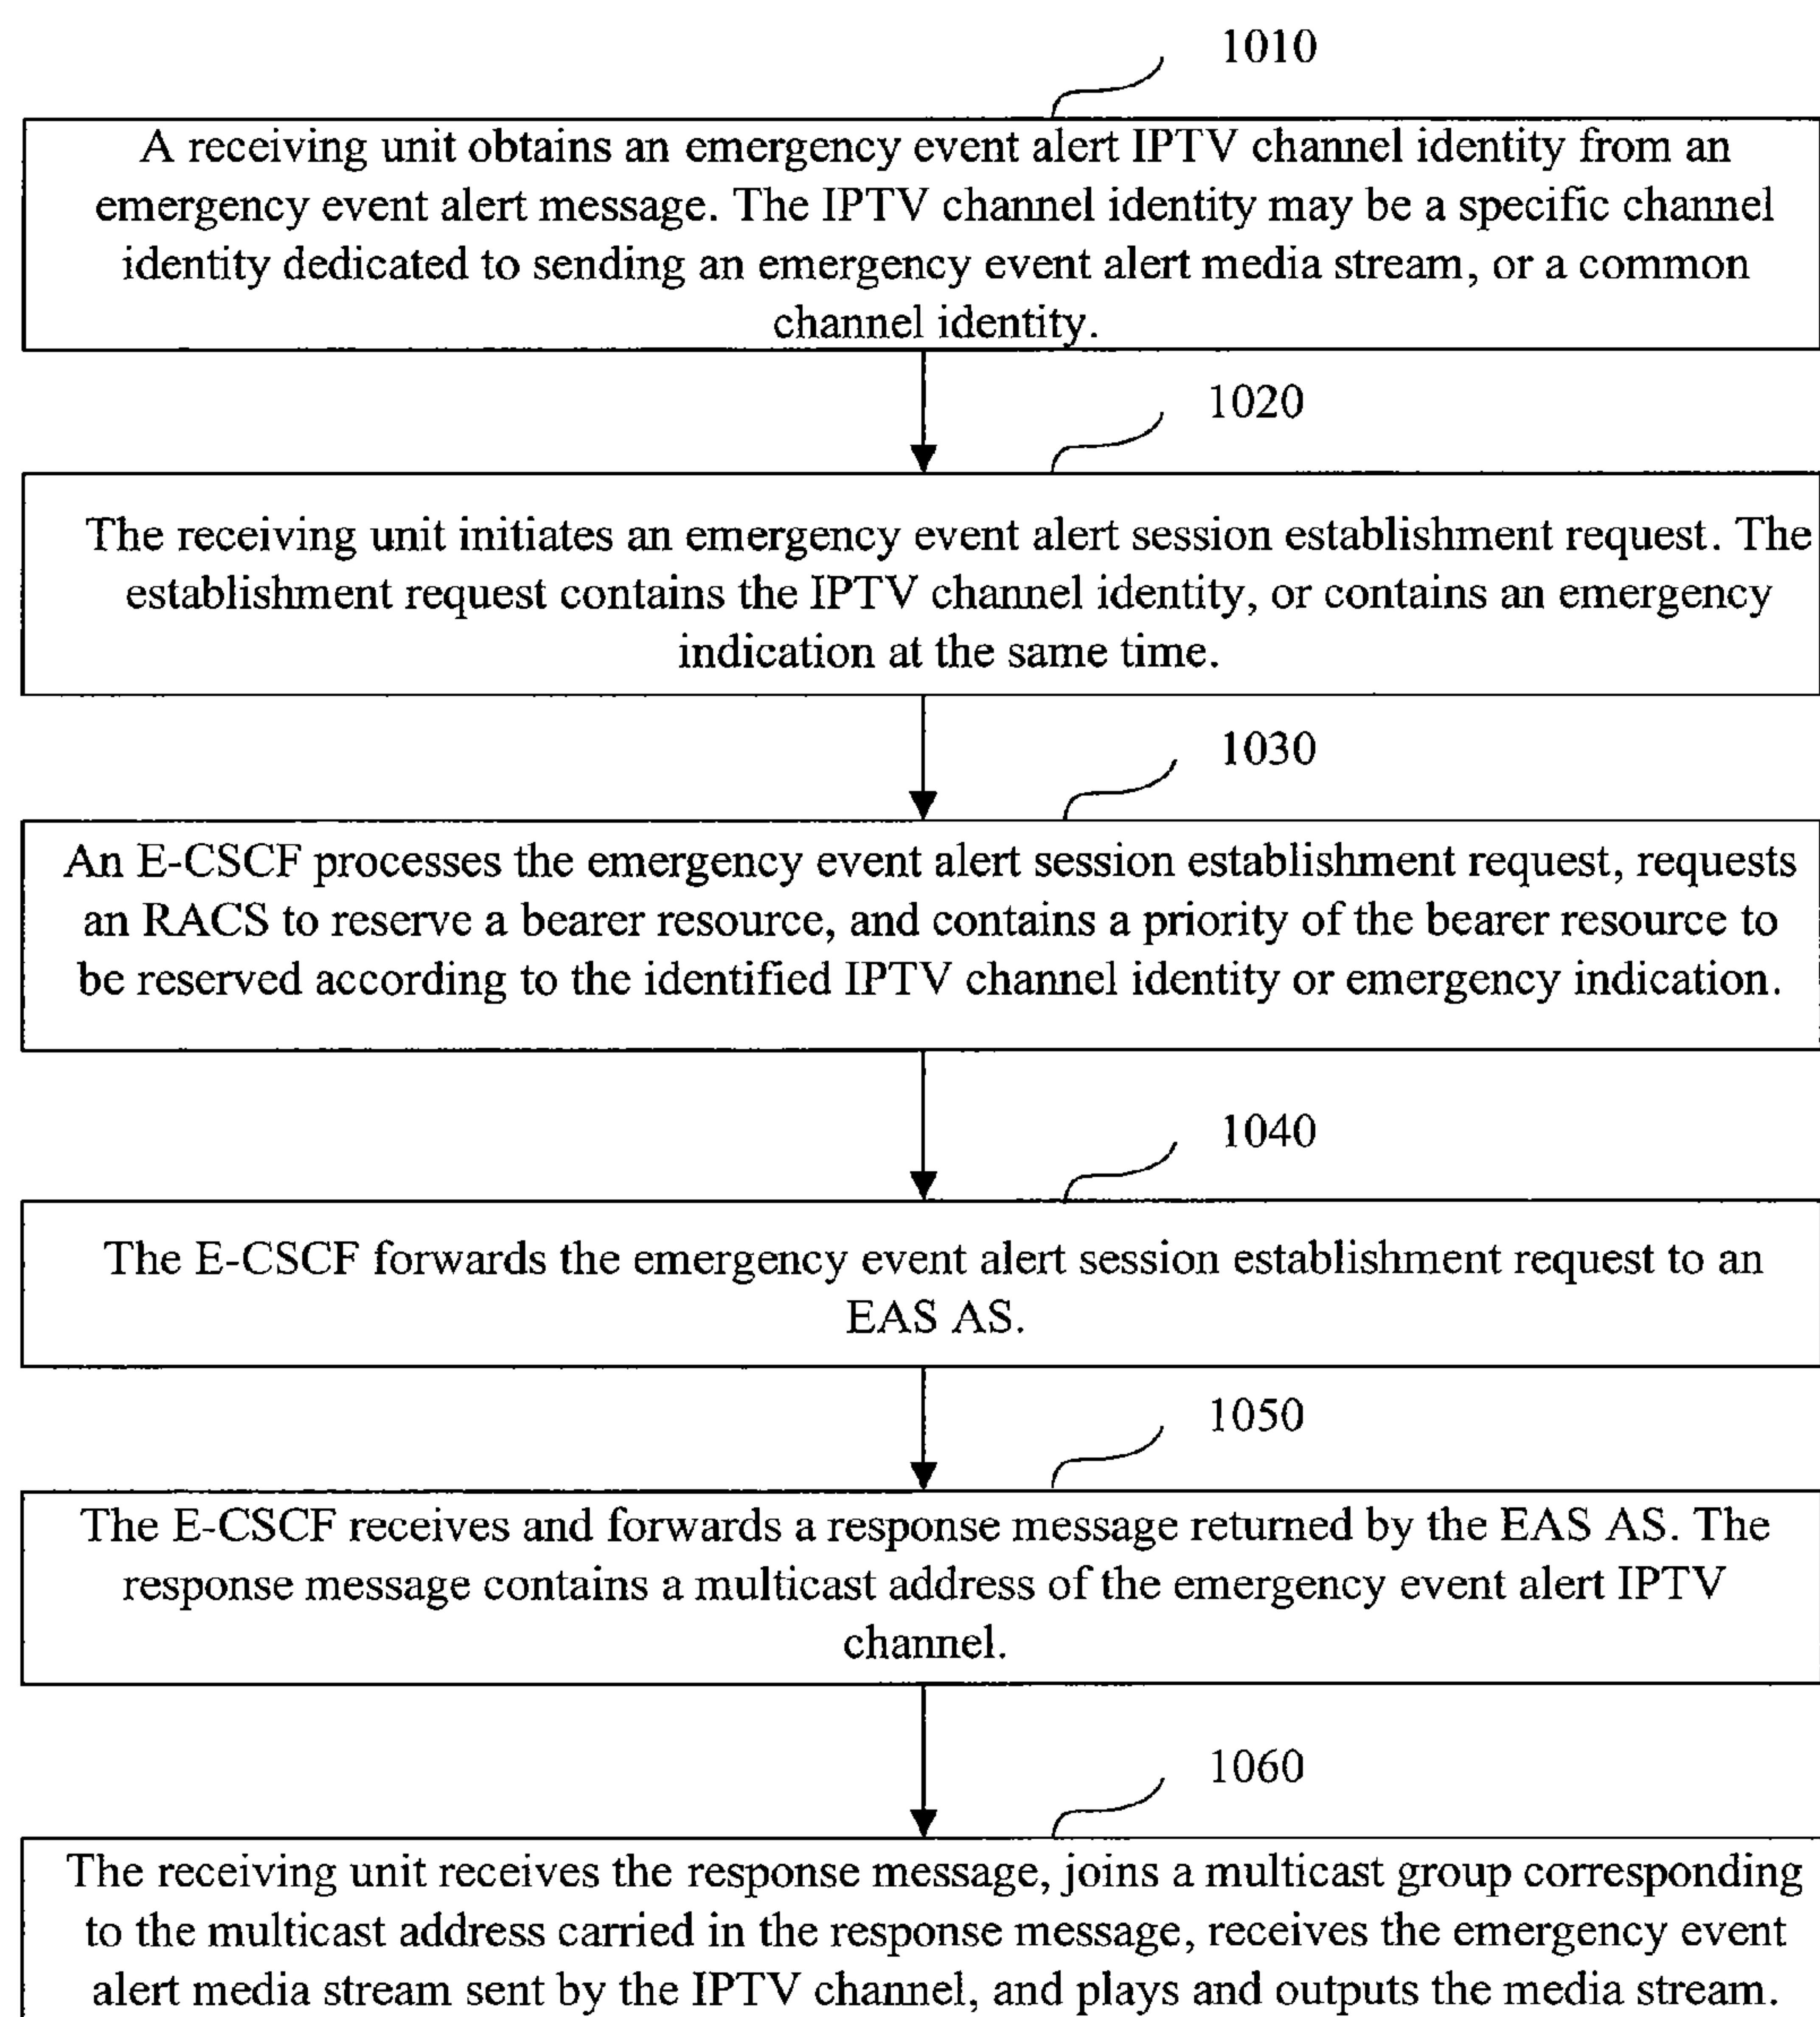 1010
A receiving unit obtains an emergency event alert IPTV channel identity from an
emergency event alert message. The IPTV channel identity may be a specific channel
identity dedicated to sending an emergency event alert media stream, or a common
channel identity.
1020
The receiving unit initiates an emergency event alert session establishment request. The
establishment request contains the IPTV channel identity, or contains an emergency
indication at the same time.
1030
An E-CSCF processes the emergency event alert session establishment request, requests
an RACS to reserve a bearer resource, and contains a priority of the bearer resource to
be reserved according to the identified IPTV channel identity or emergency indication.
1040
The E-CSCF forwards the emergency event alert session establishment request to an
EAS AS.
1050
The E-CSCF receives and forwards a response message returned by the EAS AS. The
response message contains a multicast address of the emergency event alert IPTV
channel.
1060
The receiving unit receives the response message, joins a multicast group corresponding
to the multicast address carried in the response message, receives the emergency event
alert media stream sent by the IPTV channel, and plays and outputs the media stream.